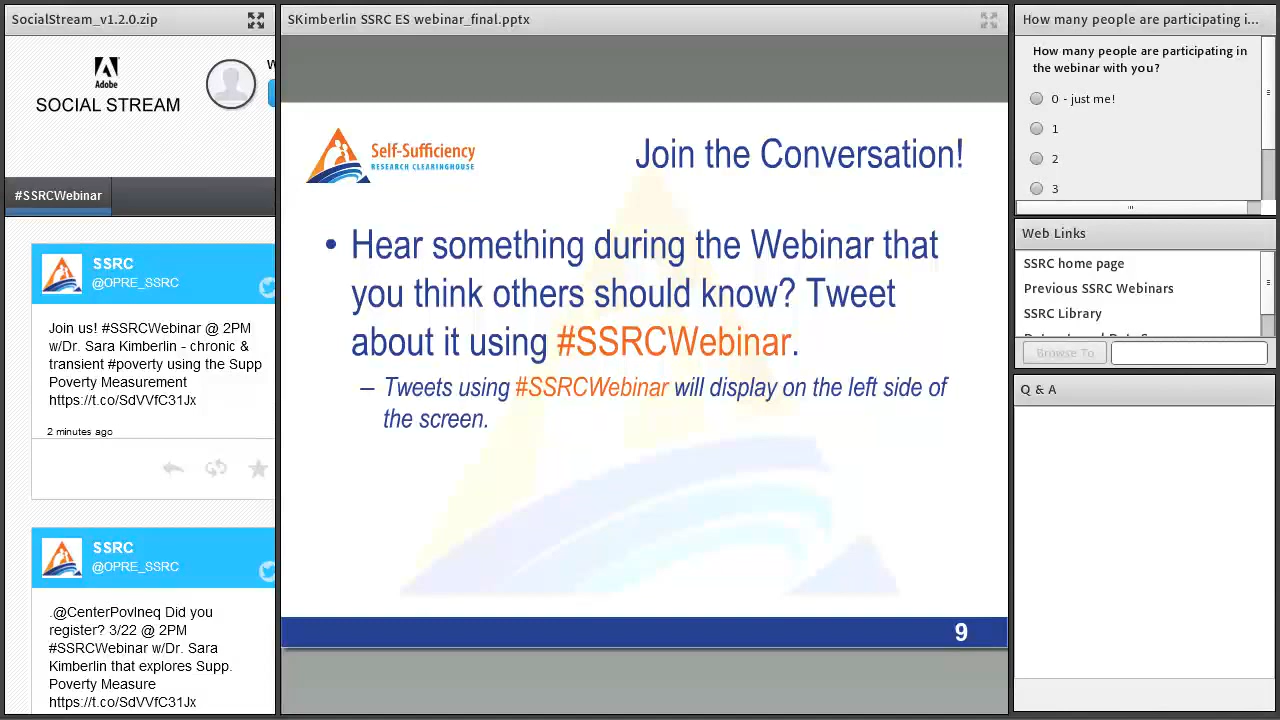 SocialStream_v1.2.0.zip
Adobe
SOCIAL STREAM
#SSRCWebinar
SSRC
@OPRE_SSRC
Join us! #SSRCWebinar @ 2PM
w/Dr. Sara Kimberlin - chronic &
transient #poverty using the Supp
Poverty Measurement
https://t.co/SdVVfC31Jx
2 minutes ago
SSRC
@OPRE_SSRC
.@CenterPovIneq Did you
register? 3/22 @ 2PM
#SSRCWebinar w/Dr. Sara
Kimberlin that explores Supp.
Poverty Measure
https://t.co/SdVVfC31Jx
SKimberlin SSRC ES webinar_final.pptx
Self-Sufficiency
RESEARCH CLEARINGHOUSE
Join the Conversation!
• Hear something during the Webinar that
you think others should know? Tweet
about it using #SSRCWebinar.
– Tweets using #SSRCWebinar will display on the left side of
the screen.
9
How many people are participating i...
How many people are participating in
the webinar with you?
0 - just me!
1
2
3
Web Links
SSRC home page
Previous SSRC Webinars
SSRC Library
Browse To
Q & A